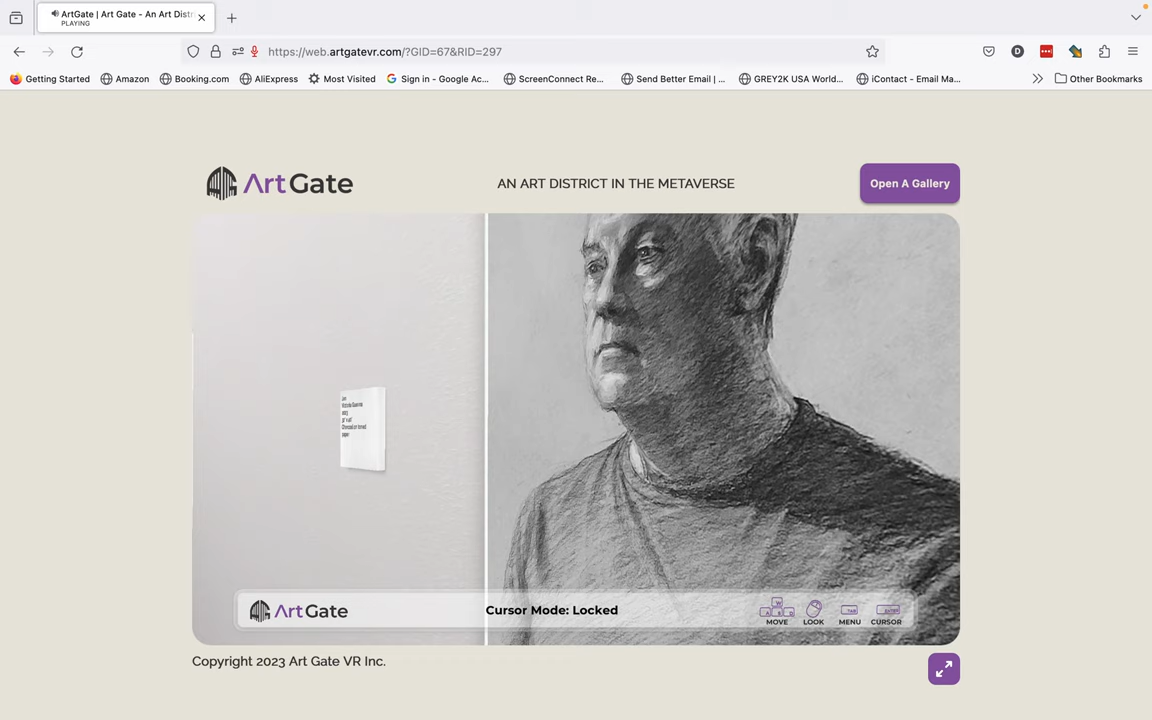 ArtGate | Art Gate - An Art Distri
PLAYING
https://web.artgatevr.com/?GID=67&RID=297
Getting Started
Amazon
Booking.com
AliExpress
Most Visited
Sign in - Google Ac...
ScreenConnect Re...
Send Better Email | ...
GREY2K USA World...
iContact - Email Ma...
Other Bookmarks
ArtGate
AN ART DISTRICT IN THE METAVERSE
Open A Gallery
ArtGate
Cursor Mode: Locked
W
A S D
MOVE
LOOK
TAB
MENU
ENTER
CURSOR
Copyright 2023 Art Gate VR Inc.